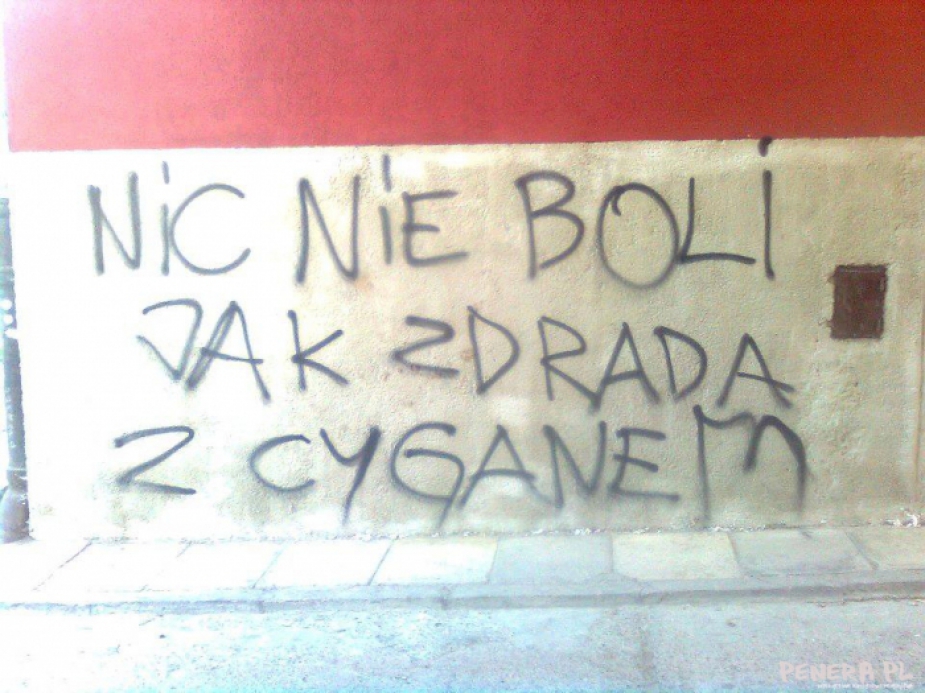 NiC NiE BOLi
JAK ZDRADA
Z CYGANEM
PENERA.PL